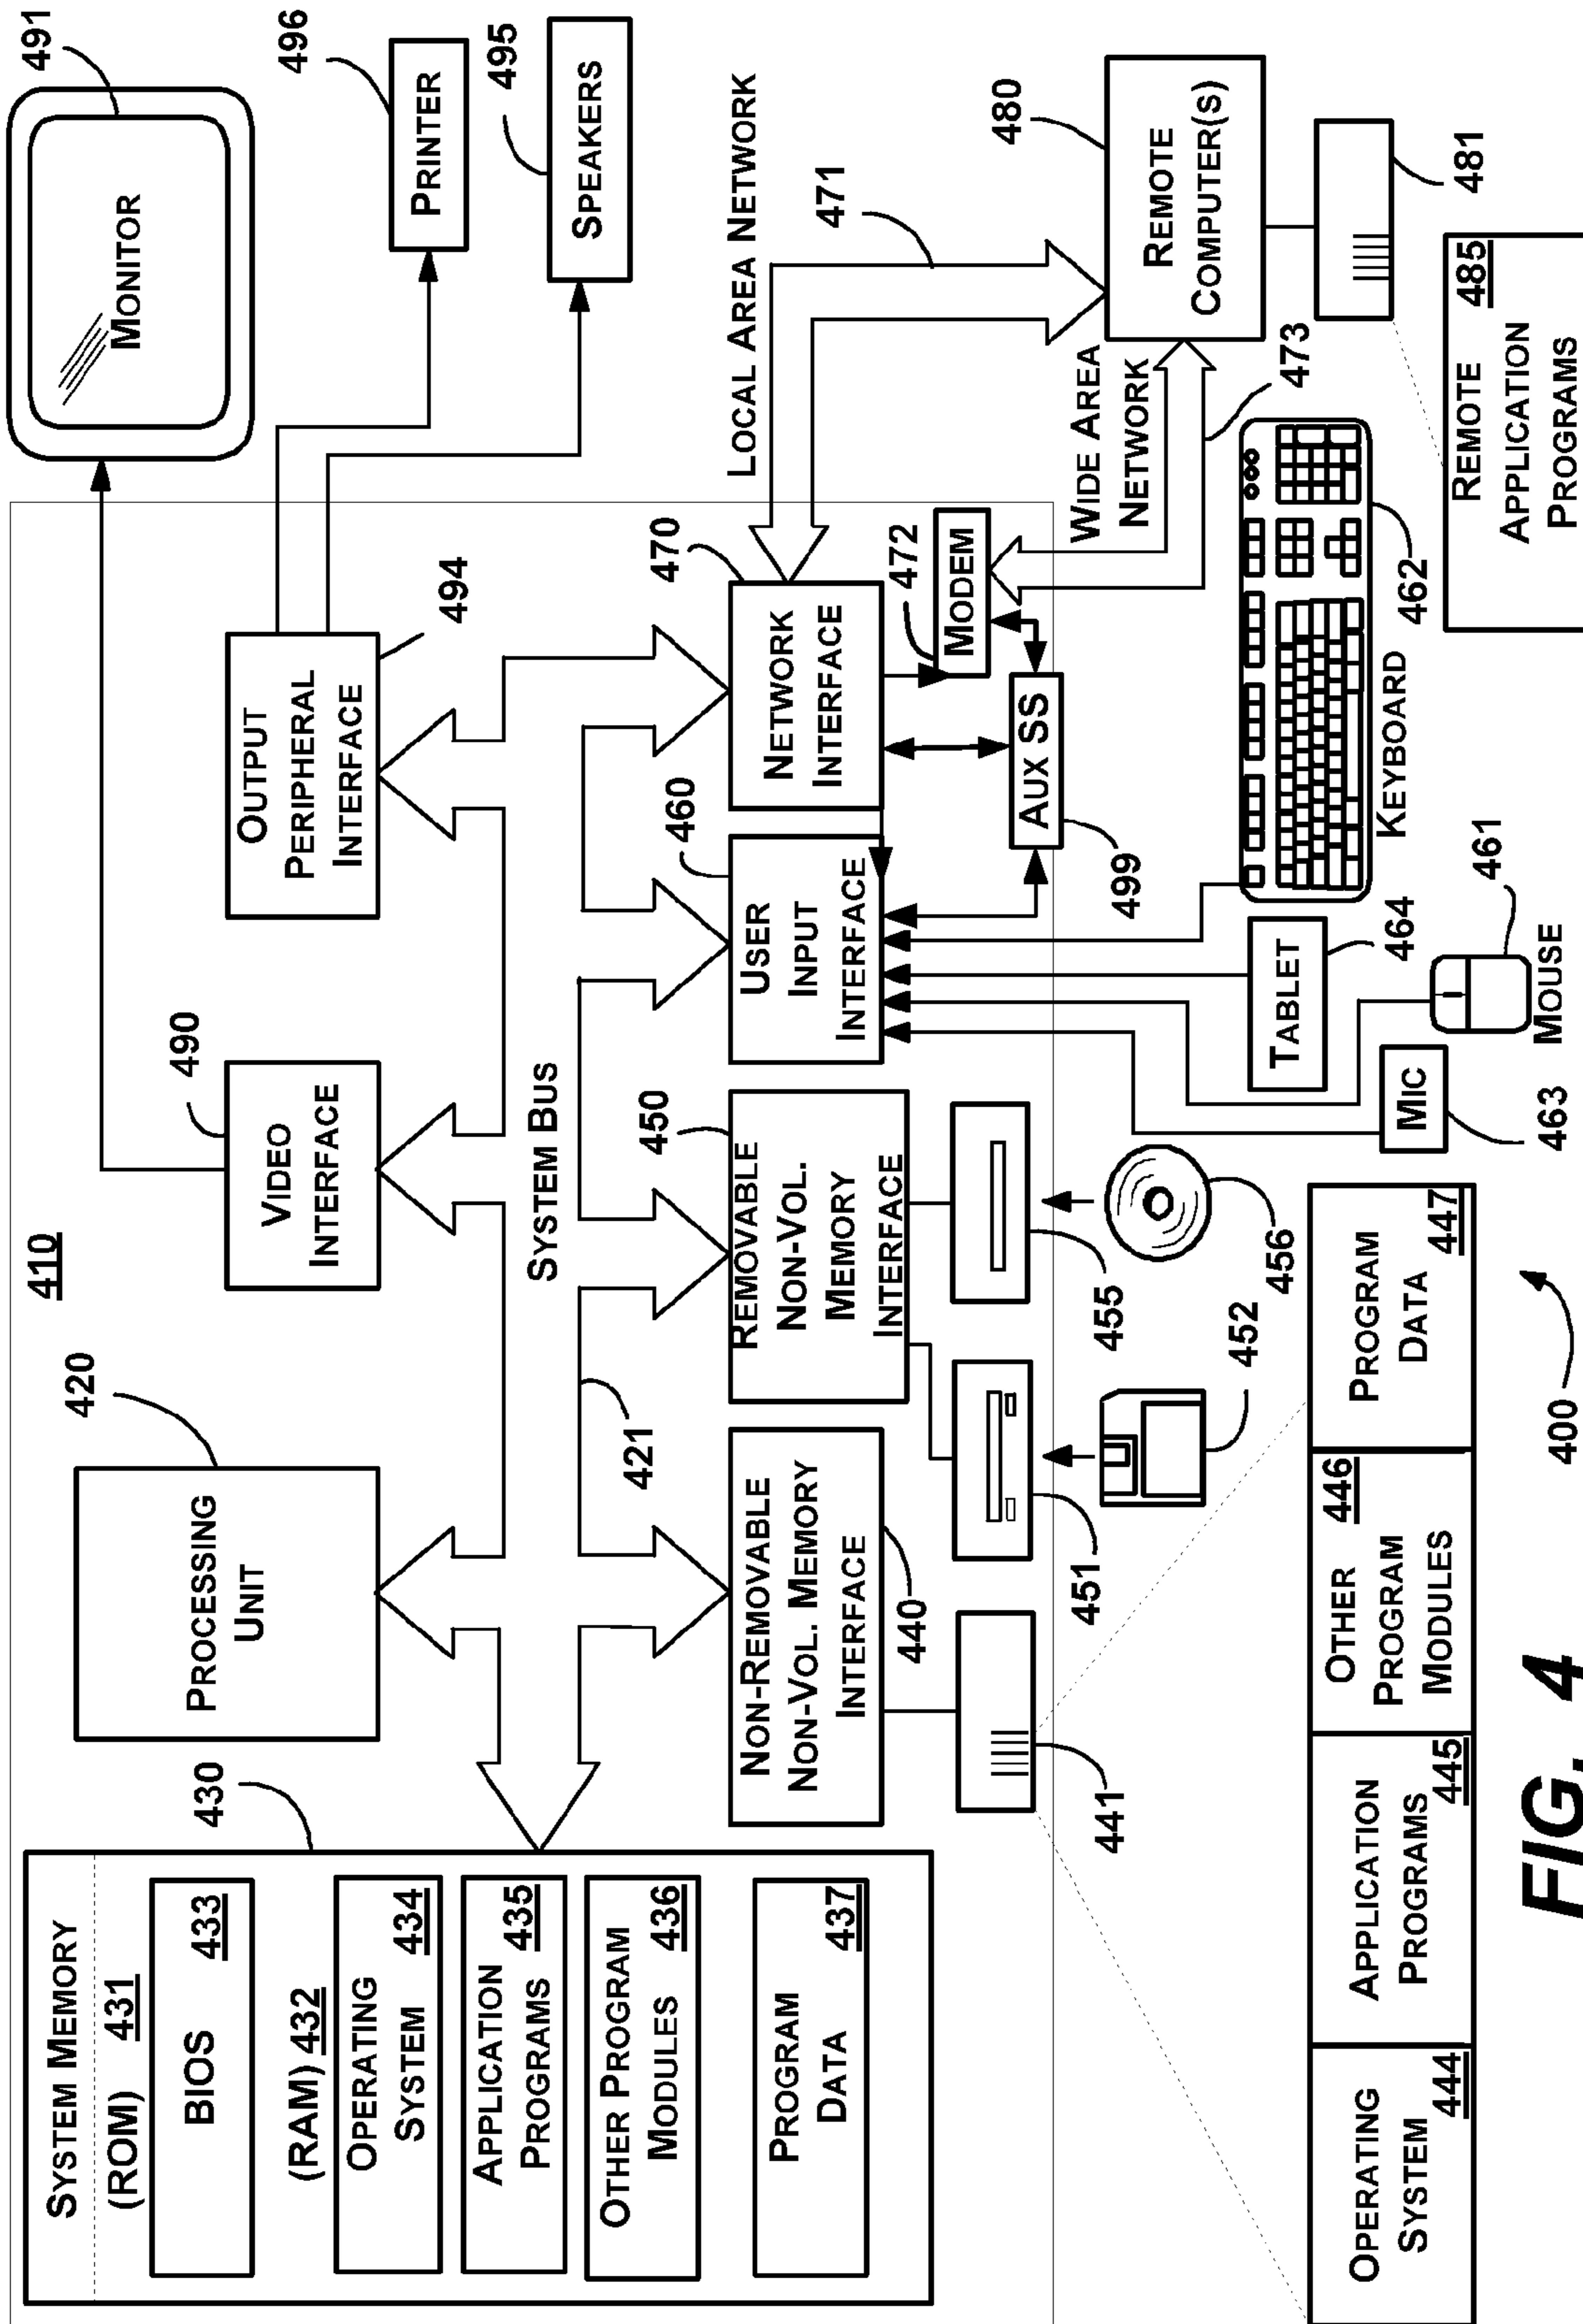 410
SYSTEM MEMORY
(ROM) 431
BIOS 433
(RAM) 432
OPERATING
SYSTEM 434
APPLICATION
PROGRAMS 435
OTHER PROGRAM
MODULES 436
PROGRAM
DATA 437
430
PROCESSING
UNIT
420
VIDEO
INTERFACE
490
OUTPUT
PERIPHERAL
INTERFACE
494
MONITOR
491
PRINTER
496
SPEAKERS
495
SYSTEM BUS
421
NON-REMOVABLE
NON-VOL. MEMORY
INTERFACE
440
REMOVABLE
NON-VOL.
MEMORY
INTERFACE
450
USER
INPUT
INTERFACE
460
NETWORK
INTERFACE
470
LOCAL AREA NETWORK
471
MODEM
472
AUX SS
499
WIDE AREA
NETWORK
473
REMOTE
COMPUTER(S)
480
481
441
451
452
455
456
TABLET
464
MIC
463
MOUSE
461
KEYBOARD
462
REMOTE 485
APPLICATION
PROGRAMS
OPERATING
SYSTEM 444
APPLICATION
PROGRAMS 445
OTHER 446
PROGRAM
MODULES
PROGRAM
DATA 447
400
FIG. 4